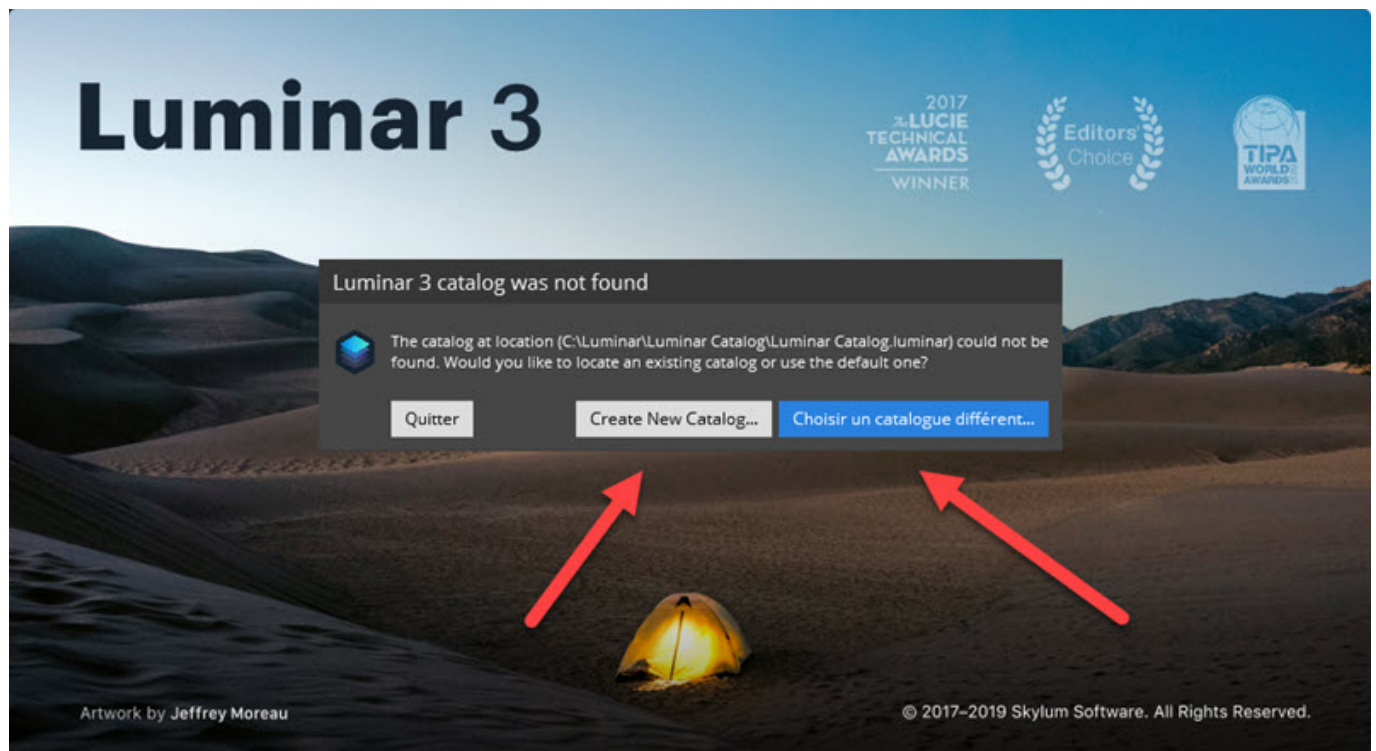 Luminar 3
2017
The LUCIE
TECHNICAL
AWARDS
WINNER
Editors'
Choice
TIPA
WORLD
AWARDS
Luminar 3 catalog was not found
The catalog at location (C:\Luminar\Luminar Catalog\Luminar Catalog.luminar) could not be
found. Would you like to locate an existing catalog or use the default one?
Quitter
Create New Catalog...
Choisir un catalogue différent...
Artwork by Jeffrey Moreau
© 2017–2019 Skylum Software. All Rights Reserved.